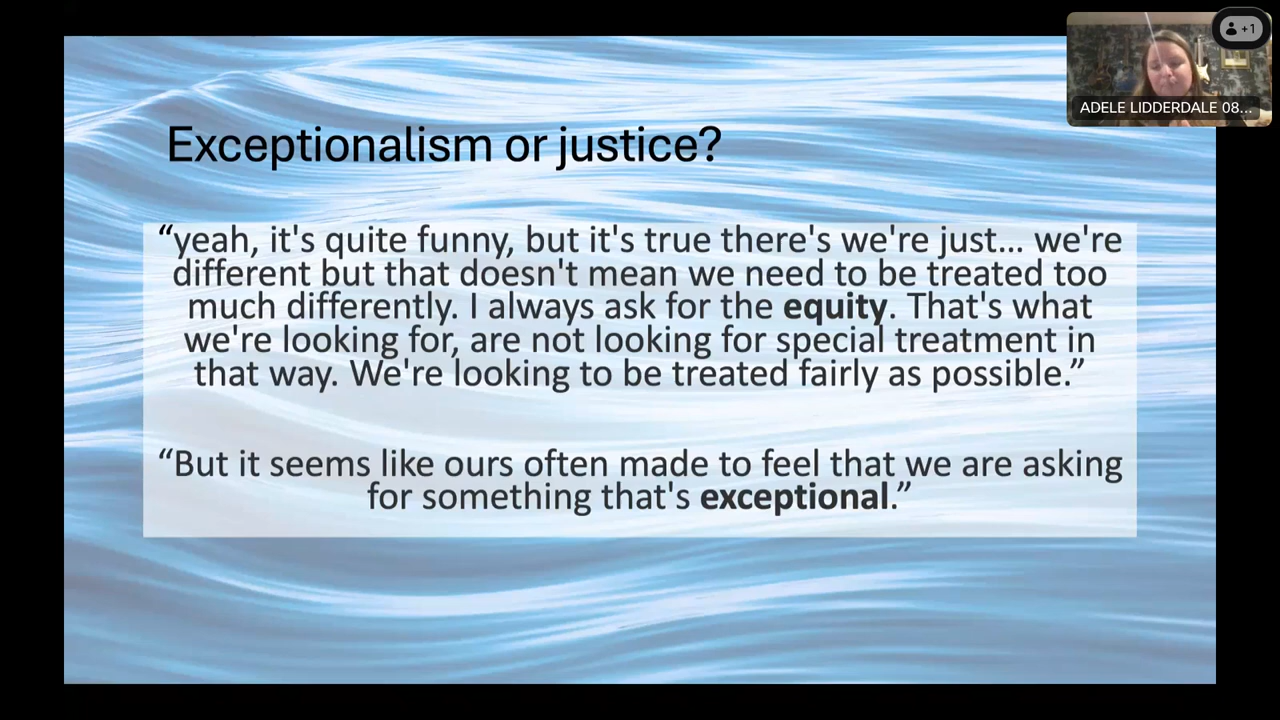 +1
ADELE LIDDERDALE 08...
Exceptionalism or justice?
“yeah, it's quite funny, but it's true there's we're just... we're
different but that doesn't mean we need to be treated too
much differently. I always ask for the equity. That's what
we're looking for, are not looking for special treatment in
that way. We're looking to be treated fairly as possible.”
“But it seems like ours often made to feel that we are asking
for something that's exceptional.”